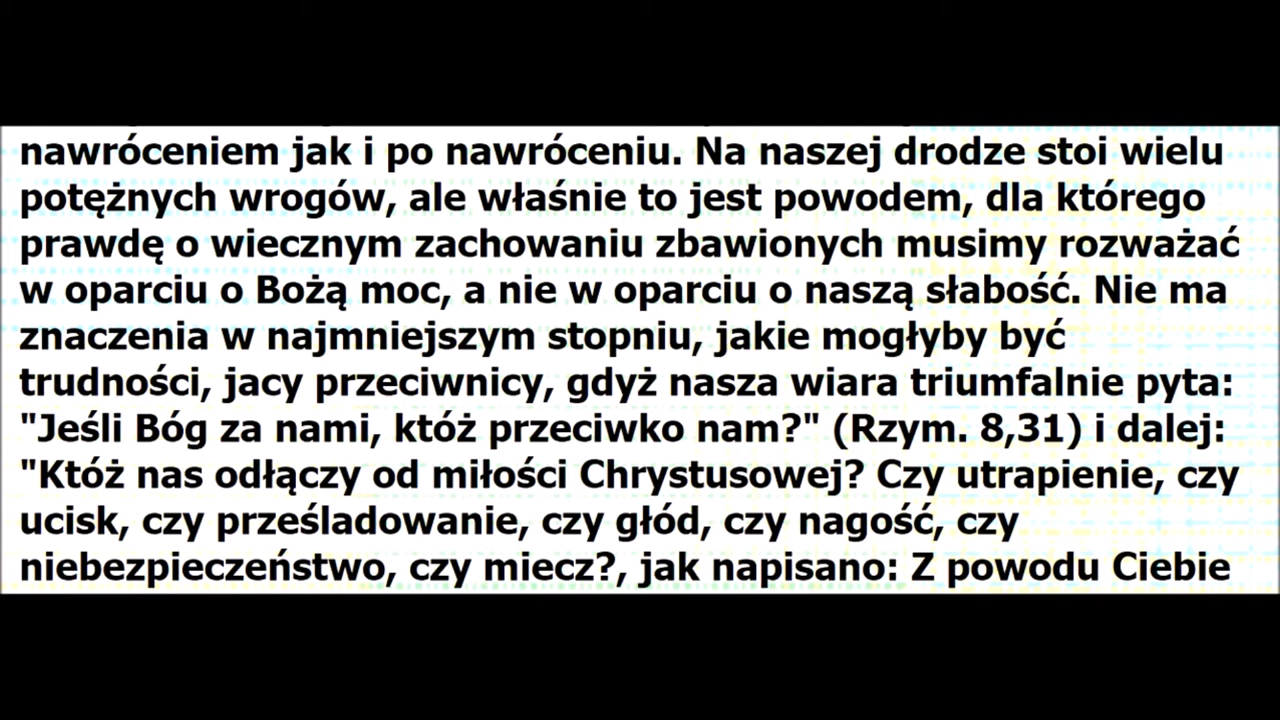 nawróceniem jak i po nawróceniu. Na naszej drodze stoi wielu
potężnych wrogów, ale właśnie to jest powodem, dla którego
prawdę o wiecznym zachowaniu zbawionych musimy rozważać
w oparciu o Bożą moc, a nie w oparciu o naszą słabość. Nie ma
znaczenia w najmniejszym stopniu, jakie mogłyby być
trudności, jacy przeciwnicy, gdyż nasza wiara triumfalnie pyta:
"Jeśli Bóg za nami, któż przeciwko nam?" (Rzym. 8,31) i dalej:
"Któż nas odłączy od miłości Chrystusowej? Czy utrapienie, czy
ucisk, czy prześladowanie, czy głód, czy nagość, czy
niebezpieczeństwo, czy miecz?, jak napisano: Z powodu Ciebie